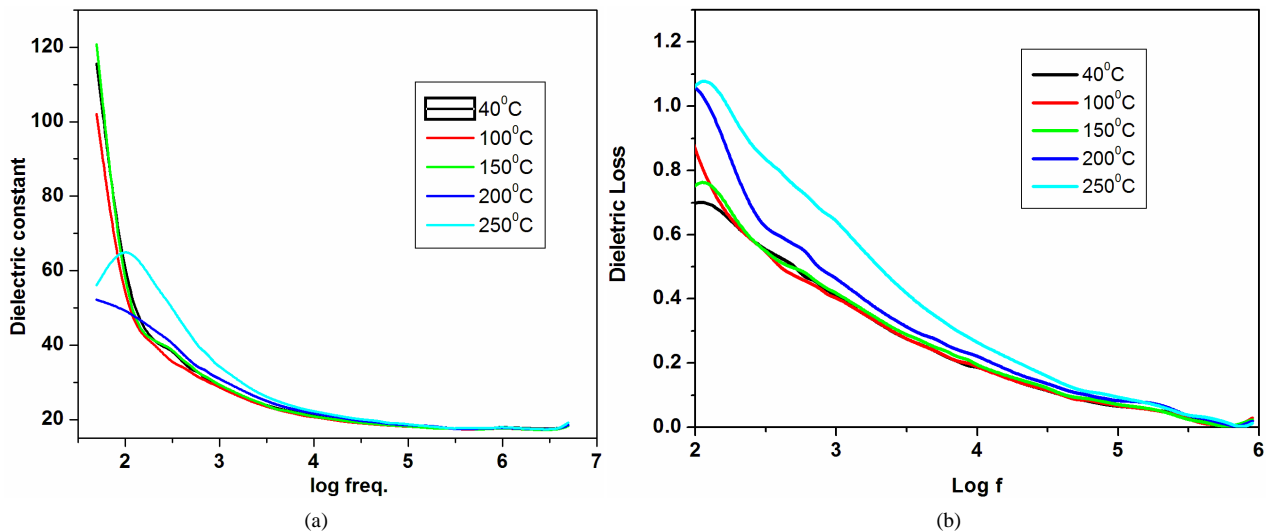 Dielectric constant
120
100
80
60
40
20
40⁰C
100⁰C
150⁰C
200⁰C
250⁰C
2 3 4 5 6 7
log freq.
(a)
Dieletric Loss
1.2
1.0
0.8
0.6
0.4
0.2
0.0
40⁰C
100⁰C
150⁰C
200⁰C
250⁰C
2 3 4 5 6
Log f
(b)